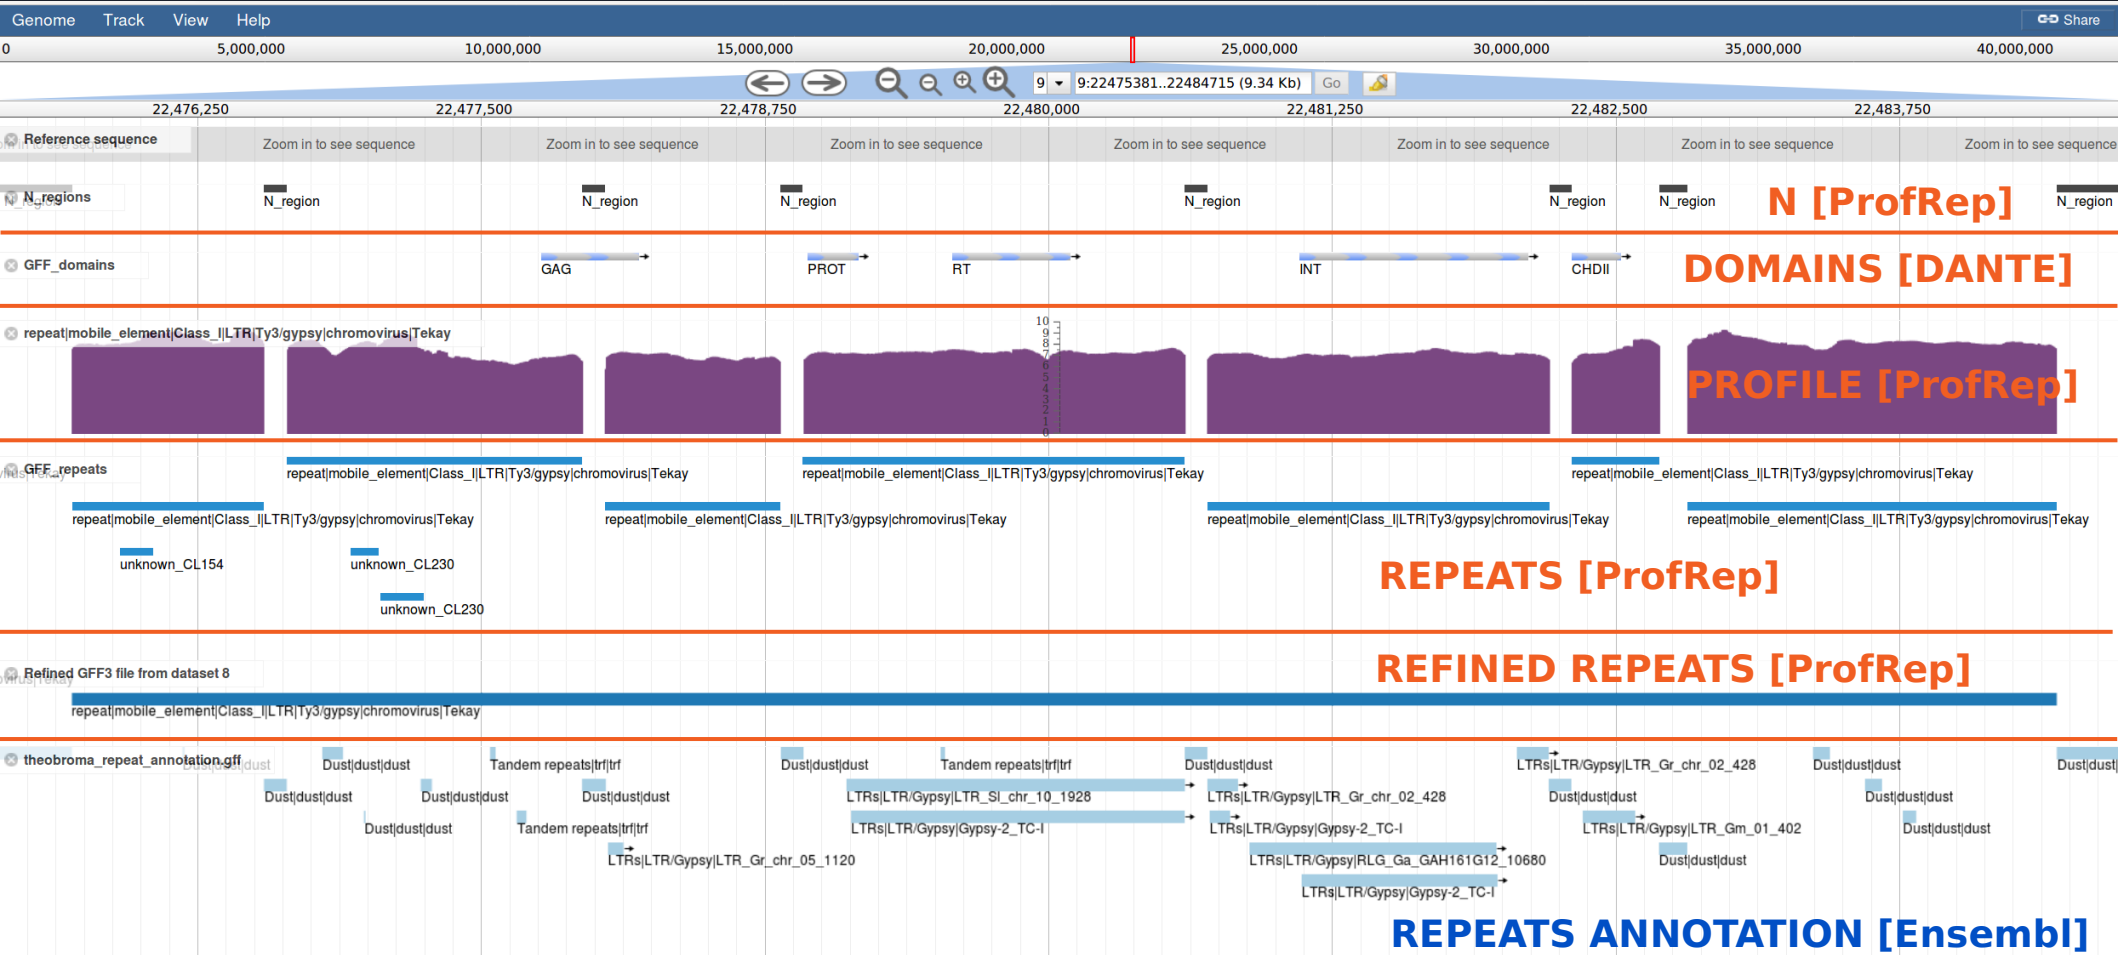 Genome Track View Help Share
0 5,000,000 10,000,000 15,000,000 20,000,000 25,000,000 30,000,000 35,000,000 40,000,000
9 9:22475381..22484715 (9.34 Kb) Go
22,476,250 22,477,500 22,478,750 22,480,000 22,481,250 22,482,500 22,483,750
Reference sequence Zoom in to see sequence Zoom in to see sequence Zoom in to see sequence Zoom in to see sequence Zoom in to see sequence Zoom in to see sequence Zoom in to see sequence
N_regions N_region N_region N_region N_region N_region N_region N_region
N [ProfRep]
GFF_domains GAG PROT RT INT CHDII
DOMAINS [DANTE]
repeat|mobile_element|Class_I|LTR|Ty3/gypsy|chromovirus|Tekay
10
9
8
7
6
5
4
3
2
1
0
PROFILE [ProfRep]
GFF_repeats
repeat|mobile_element|Class_I|LTR|Ty3/gypsy|chromovirus|Tekay repeat|mobile_element|Class_I|LTR|Ty3/gypsy|chromovirus|Tekay repeat|mobile_element|Class_I|LTR|Ty3/gypsy|chromovirus|Tekay
repeat|mobile_element|Class_I|LTR|Ty3/gypsy|chromovirus|Tekay repeat|mobile_element|Class_I|LTR|Ty3/gypsy|chromovirus|Tekay repeat|mobile_element|Class_I|LTR|Ty3/gypsy|chromovirus|Tekay repeat|mobile_element|Class_I|LTR|Ty3/gypsy|chromovirus|Tekay
unknown_CL154 unknown_CL230
unknown_CL230
REPEATS [ProfRep]
Refined GFF3 file from dataset 8
REFINED REPEATS [ProfRep]
repeat|mobile_element|Class_I|LTR|Ty3/gypsy|chromovirus|Tekay
theobroma_repeat_annotation.gff
Dust|dust|dust Dust|dust|dust Tandem repeats|trf|trf Dust|dust|dust Tandem repeats|trf|trf Dust|dust|dust LTRs|LTR/Gypsy|LTR_Gr_chr_02_428 Dust|dust|dust Dust|dust|
Dust|dust|dust Dust|dust|dust Dust|dust|dust LTRs|LTR/Gypsy|LTR_Sl_chr_10_1928 LTRs|LTR/Gypsy|LTR_Gr_chr_02_428 Dust|dust|dust Dust|dust|dust
Dust|dust|dust Tandem repeats|trf|trf LTRs|LTR/Gypsy|Gypsy-2_TC-I LTRs|LTR/Gypsy|Gypsy-2_TC-I LTRs|LTR/Gypsy|LTR_Gm_01_402 Dust|dust|dust
LTRs|LTR/Gypsy|LTR_Gr_chr_05_1120 LTRs|LTR/Gypsy|RLG_Ga_GAH161G12_10680 Dust|dust|dust
LTRs|LTR/Gypsy|Gypsy-2_TC-I
REPEATS ANNOTATION [Ensembl]